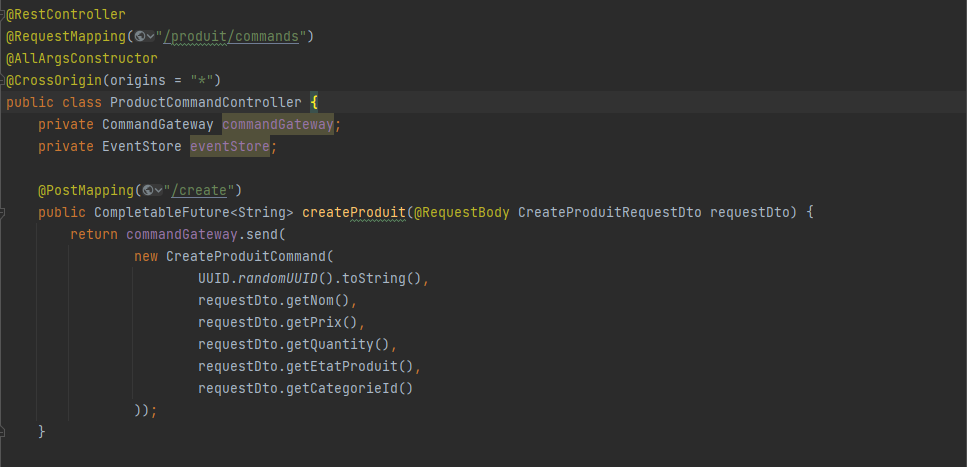 @RestController
@RequestMapping("/produit/commands")
@AllArgsConstructor
@CrossOrigin(origins = "*")
public class ProductCommandController {
    private CommandGateway commandGateway;
    private EventStore eventStore;

    @PostMapping("/create")
    public CompletableFuture<String> createProduit(@RequestBody CreateProduitRequestDto requestDto) {
        return commandGateway.send(
                new CreateProduitCommand(
                        UUID.randomUUID().toString(),
                        requestDto.getNom(),
                        requestDto.getPrix(),
                        requestDto.getQuantity(),
                        requestDto.getEtatProduit(),
                        requestDto.getCategorieId()
                ));
    }